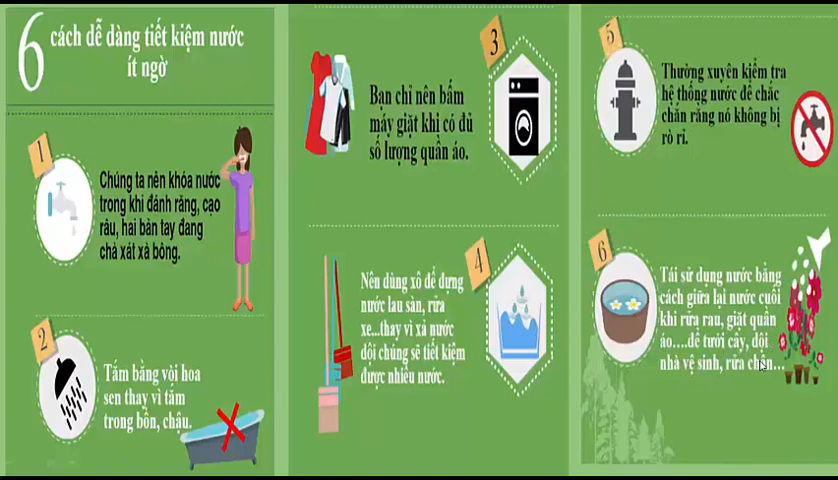 6
cách dễ dàng tiết kiệm nước
ít ngờ
1
Chúng ta nên khóa nước
trong khi đánh răng, cạo
râu, hai bàn tay đang
chà xát xà bông.
2
Tắm bằng vòi hoa
sen thay vì tắm
trong bồn, chậu.
3
Bạn chỉ nên bấm
máy giặt khi có đủ
số lượng quần áo.
4
Nên dùng xô để đựng
nước lau sàn, rửa
xe...thay vì xả nước
dội chúng sẽ tiết kiệm
được nhiều nước.
5
Thường xuyên kiểm tra
hệ thống nước để chắc
chắn rằng nó không bị
rò rỉ.
6
Tái sử dụng nước bằng
cách giữa lại nước cuối
khi rửa rau, giặt quần
áo....để tưới cây, dội
nhà vệ sinh, rửa chân...